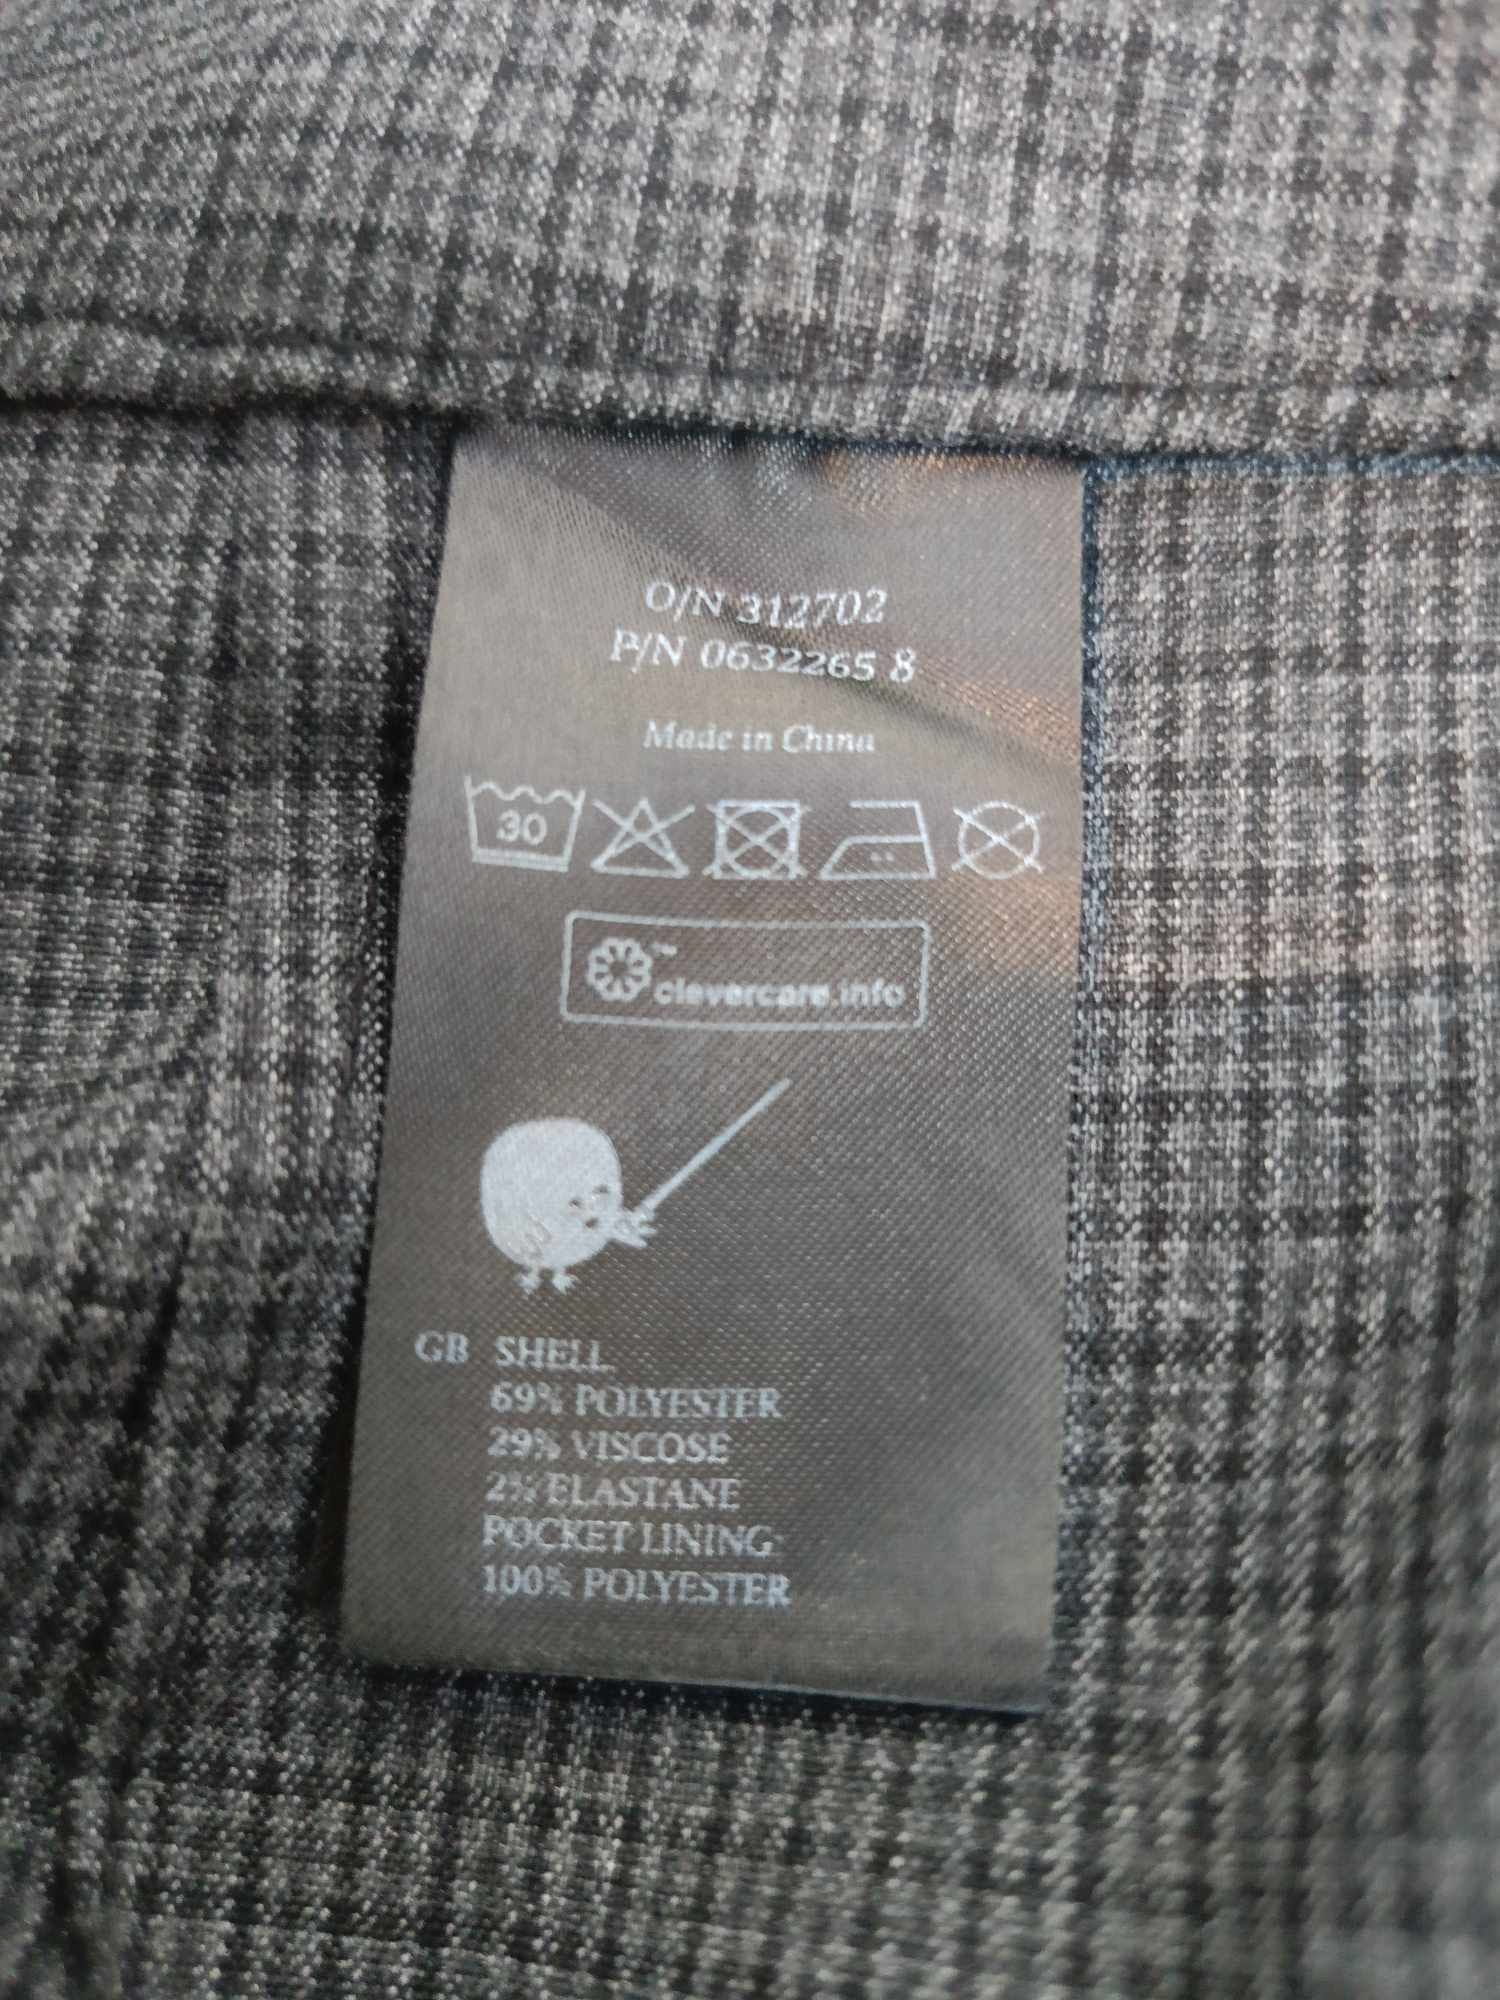 O/N 312702
P/N 0632265 8
Made in China
30
™
clevercare.info
GB SHELL
69% POLYESTER
29% VISCOSE
2% ELASTANE
POCKET LINING
100% POLYESTER